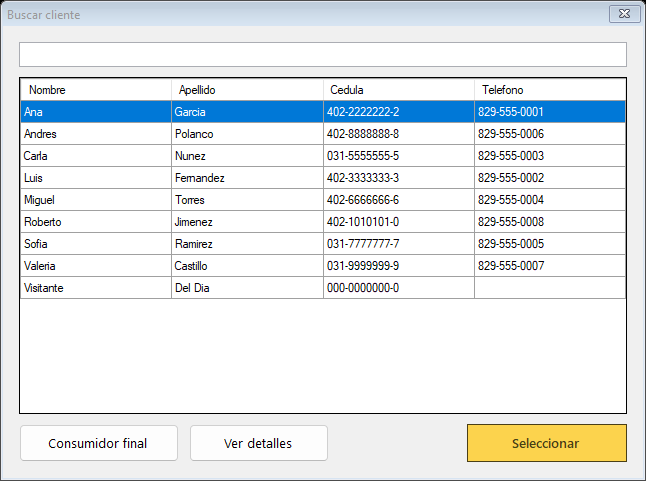 Buscar cliente
Nombre Apellido Cedula Telefono
Ana Garcia 402-2222222-2 829-555-0001
Andres Polanco 402-8888888-8 829-555-0006
Carla Nunez 031-5555555-5 829-555-0003
Luis Fernandez 402-3333333-3 829-555-0002
Miguel Torres 402-6666666-6 829-555-0004
Roberto Jimenez 402-1010101-0 829-555-0008
Sofia Ramirez 031-7777777-7 829-555-0005
Valeria Castillo 031-9999999-9 829-555-0007
Visitante Del Dia 000-0000000-0
Consumidor final Ver detalles Seleccionar